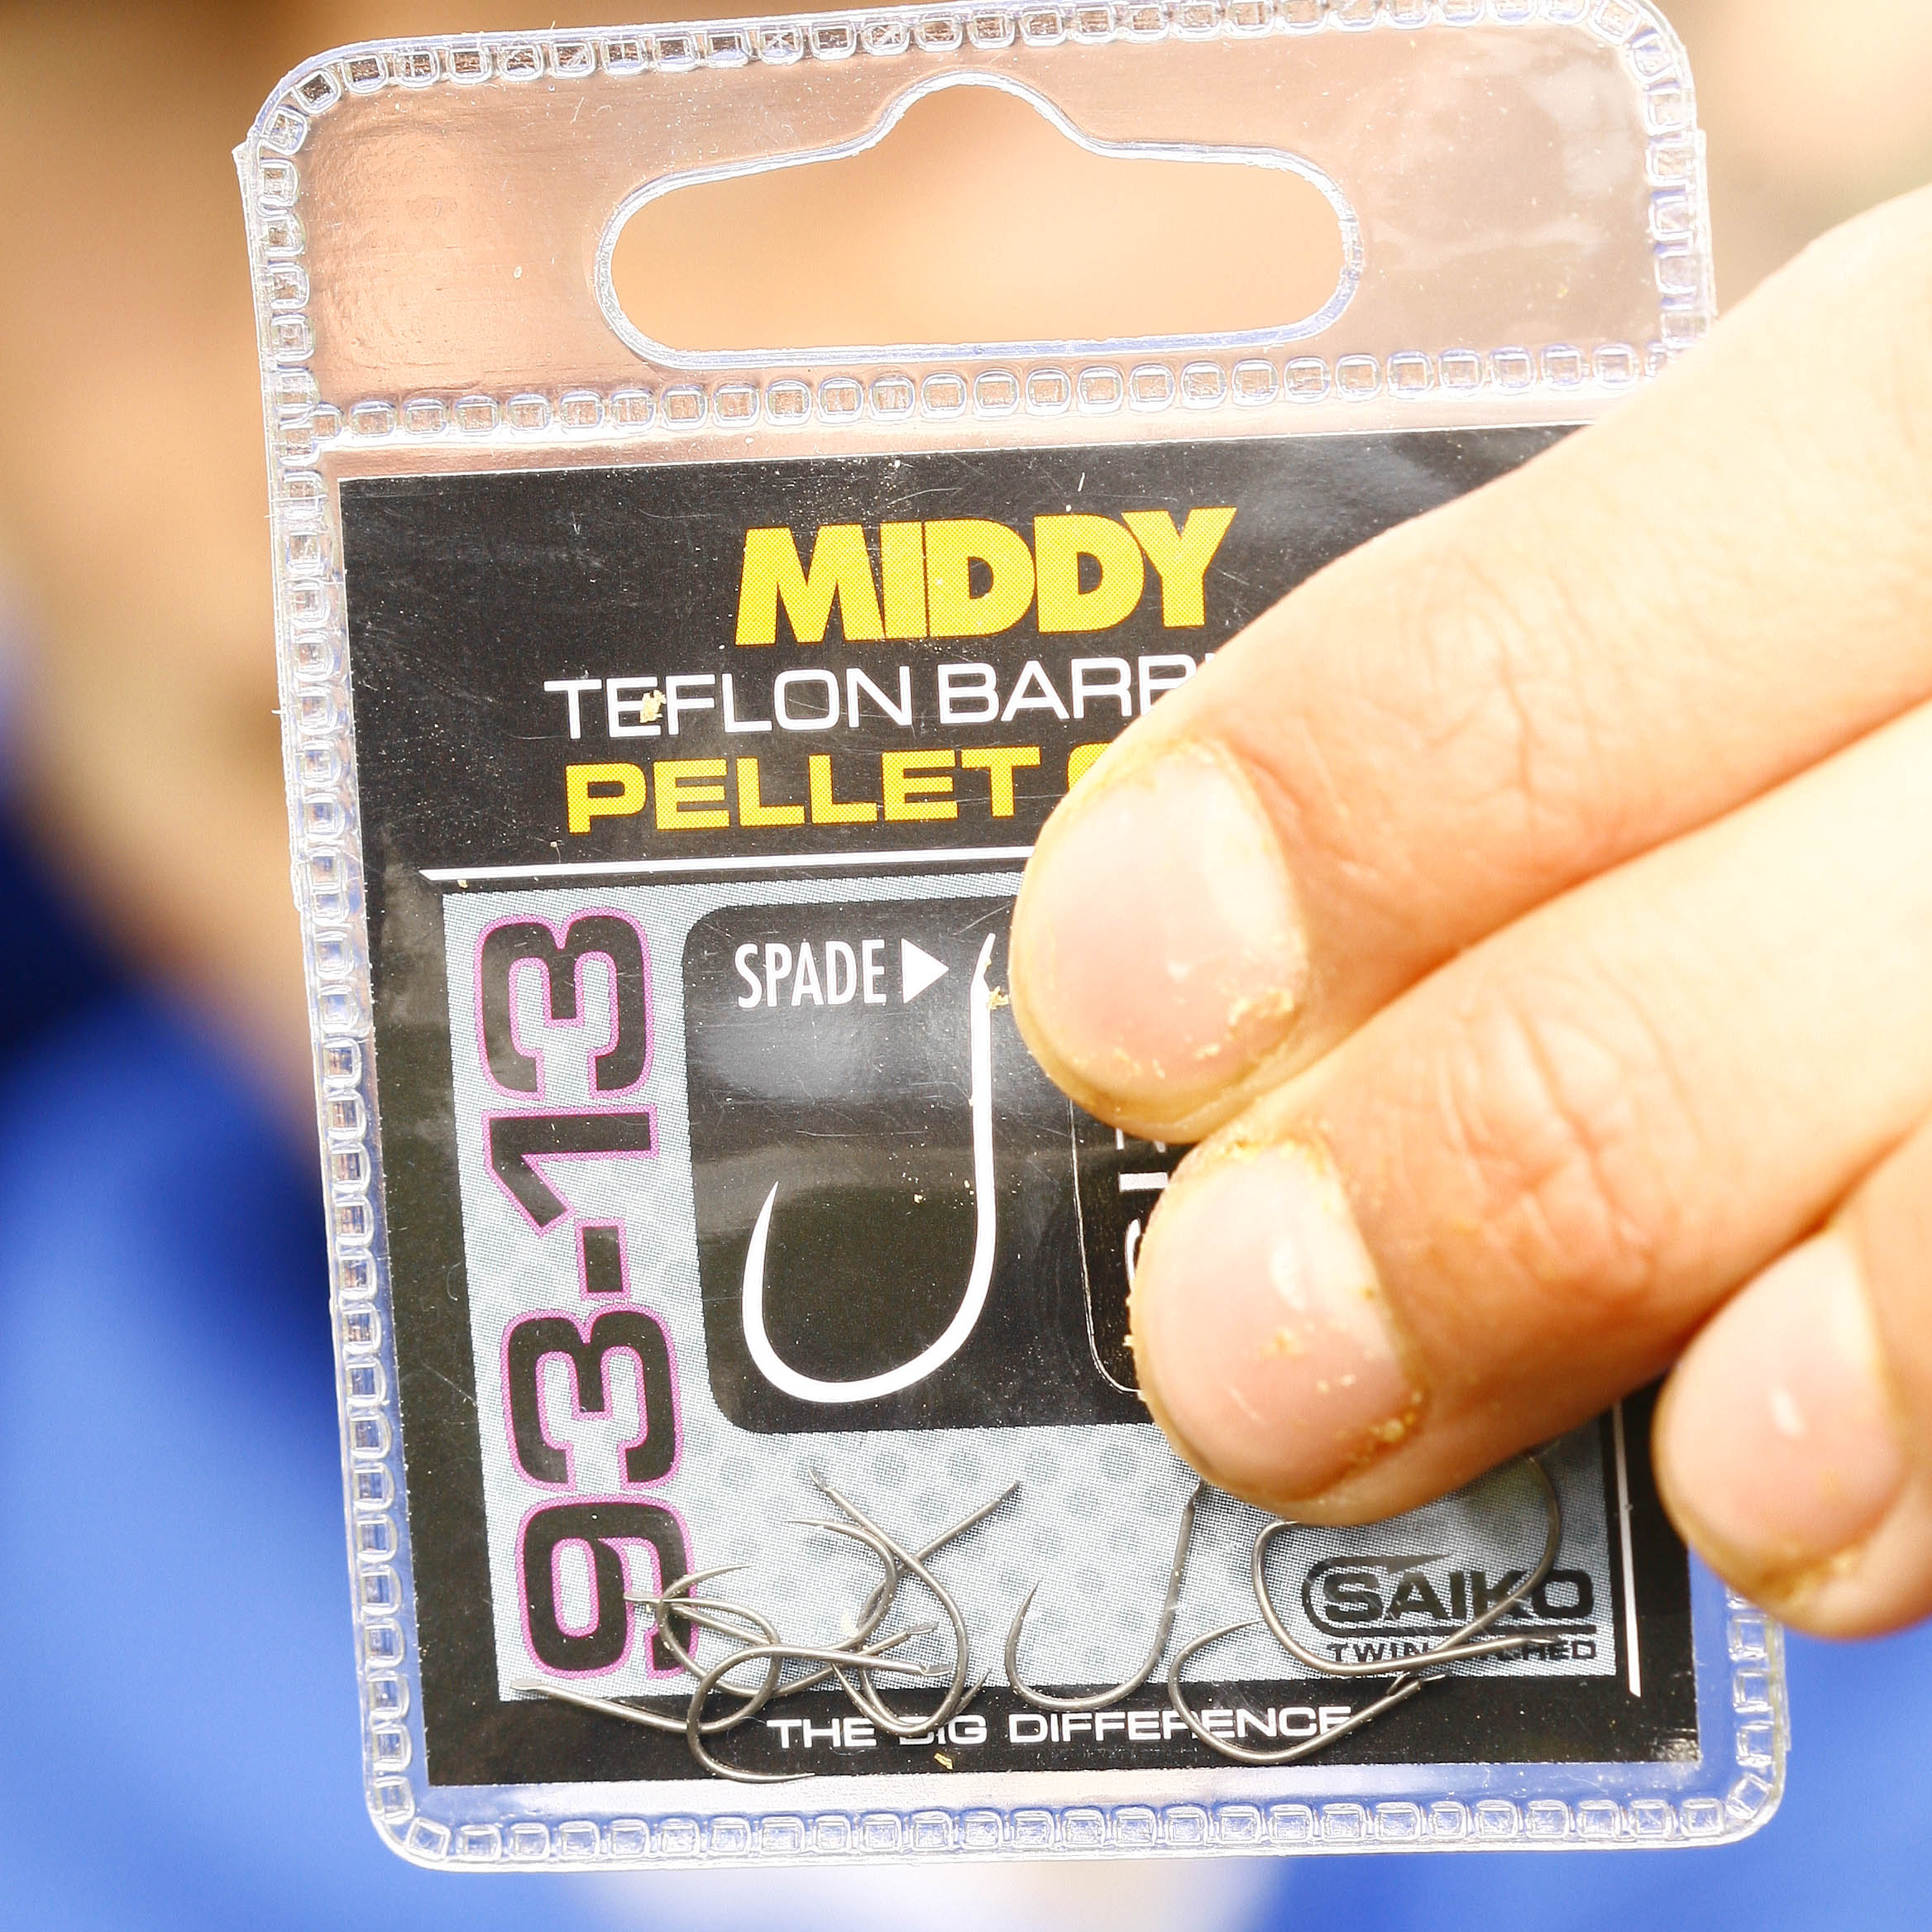 MIDDY
TEFLON BARB
PELLET
93-13
SPADE
SAIKO
THE BIG DIFFERENCE